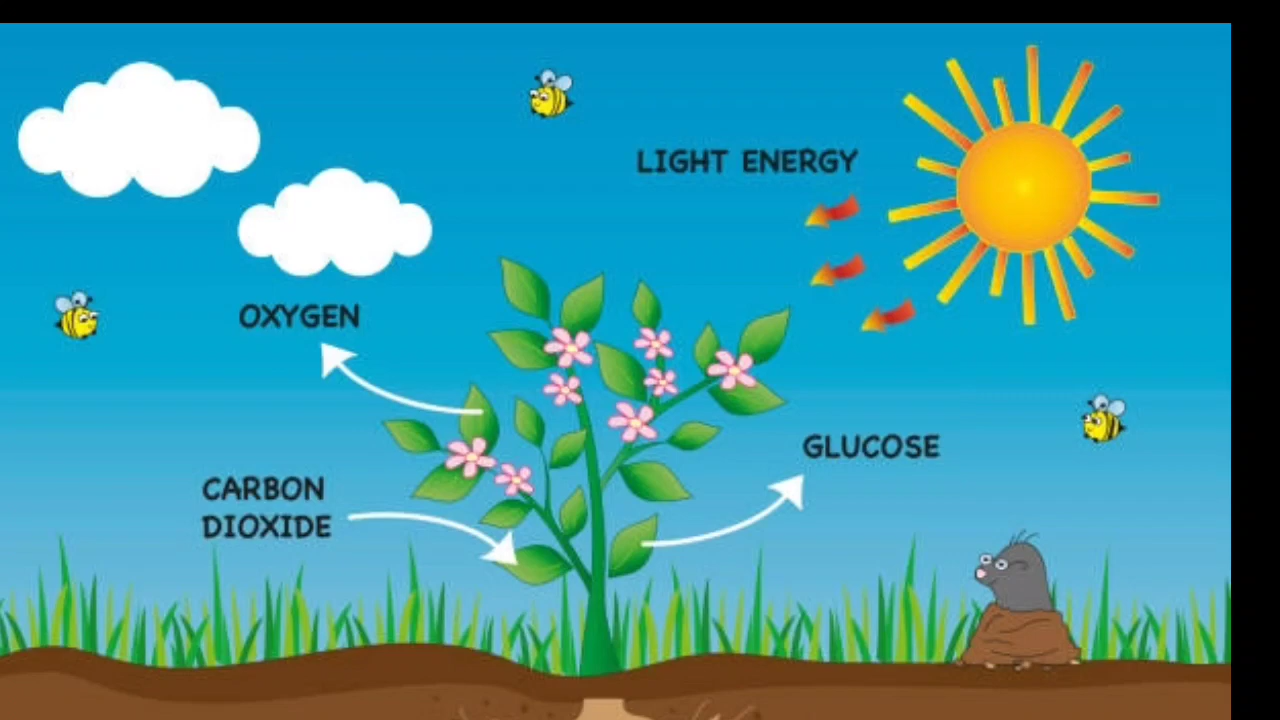 LIGHT ENERGY
OXYGEN
GLUCOSE
CARBON
DIOXIDE